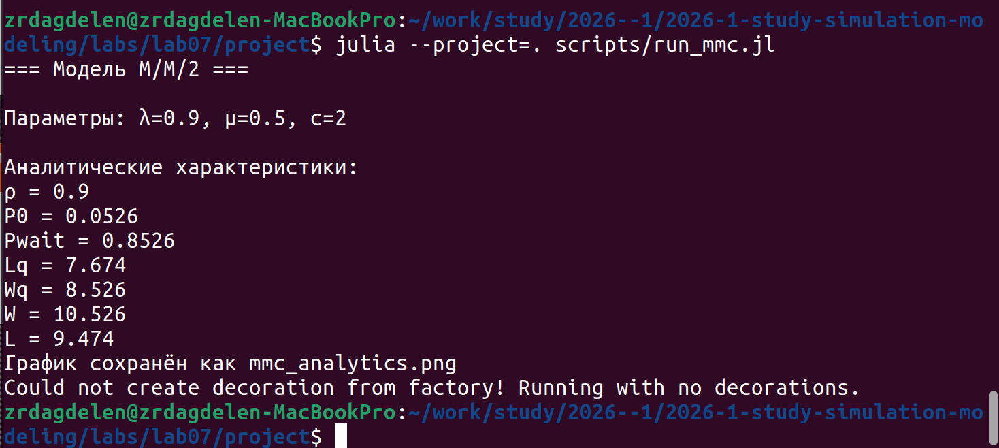 zrdagdelen@zrdagdelen-MacBookPro:~/work/study/2026--1/2026-1-study-simulation-mo
deling/labs/lab07/project$ julia --project=. scripts/run_mmc.jl
=== Модель M/M/2 ===
Параметры: λ=0.9, μ=0.5, c=2
Аналитические характеристики:
ρ = 0.9
P0 = 0.0526
Pwait = 0.8526
Lq = 7.674
Wq = 8.526
W = 10.526
L = 9.474
График сохранён как mmc_analytics.png
Could not create decoration from factory! Running with no decorations.
zrdagdelen@zrdagdelen-MacBookPro:~/work/study/2026--1/2026-1-study-simulation-mo
deling/labs/lab07/project$